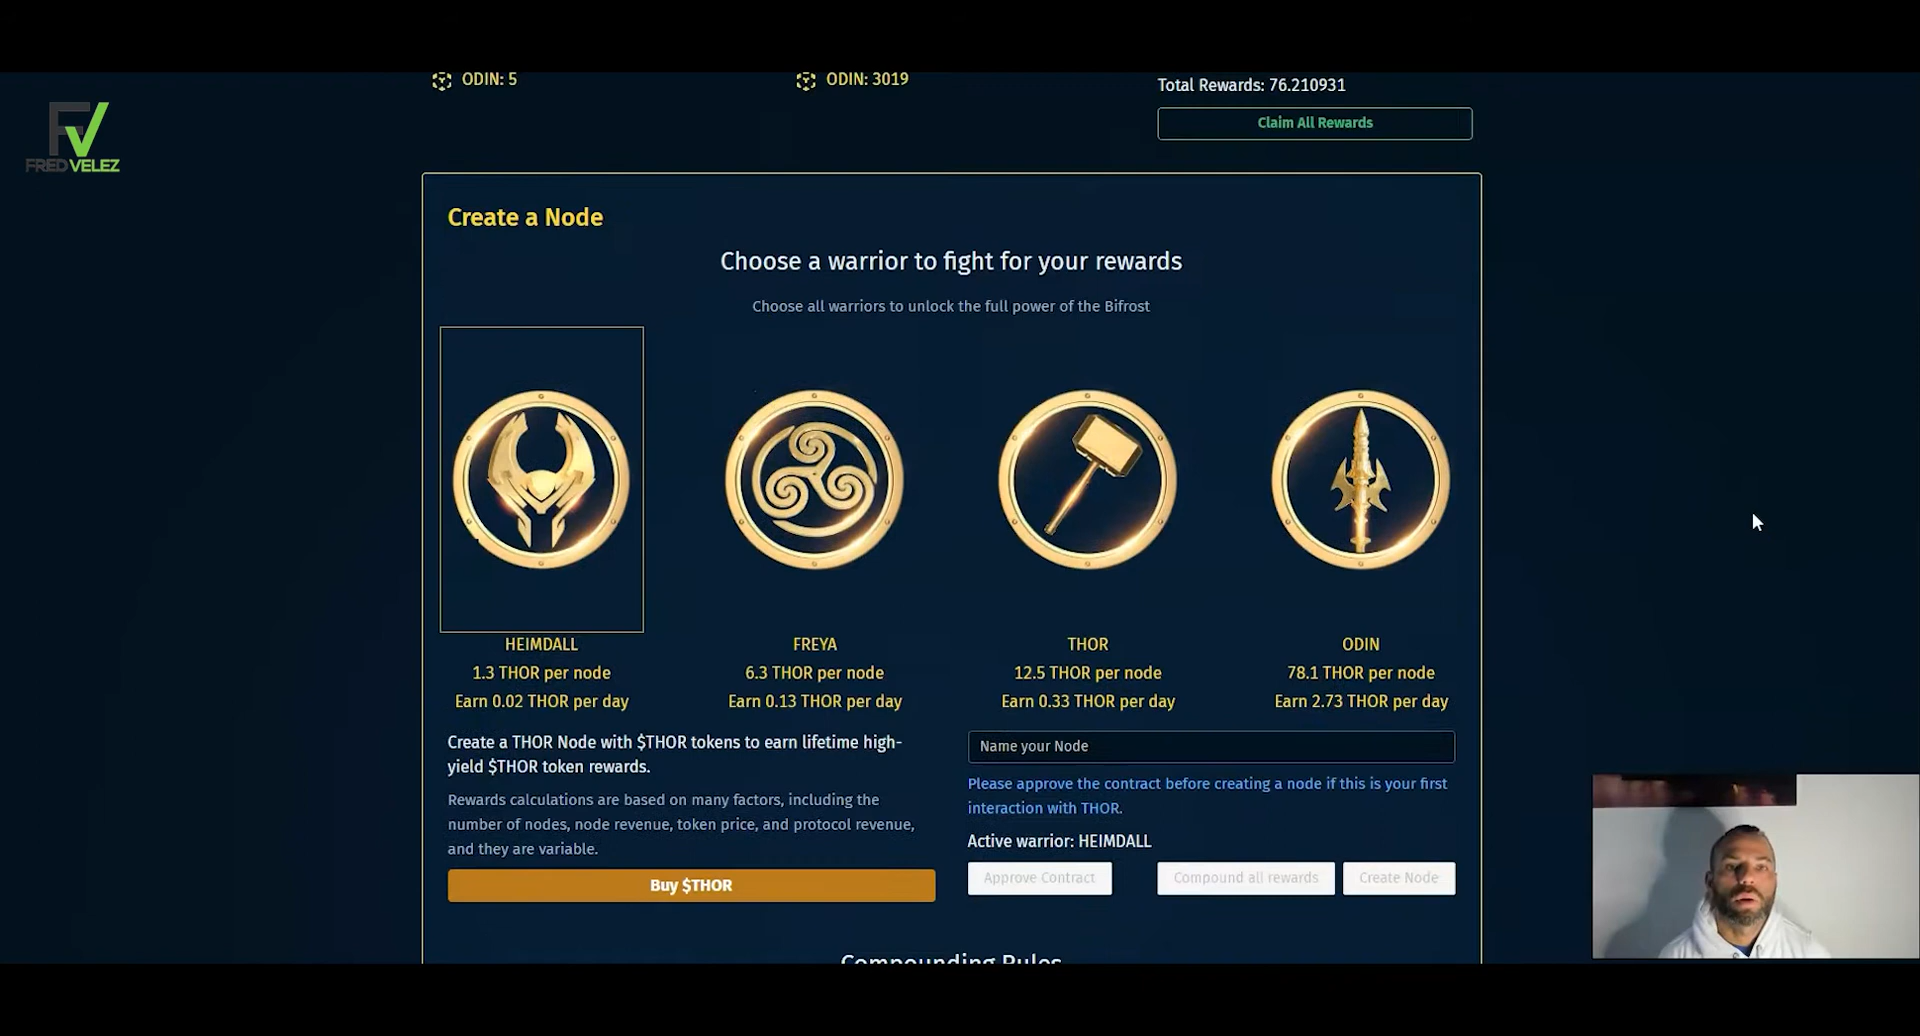 ODIN: 5
ODIN: 3019
Total Rewards: 76.210931
Claim All Rewards
FV
FRED VELEZ
Create a Node
Choose a warrior to fight for your rewards
Choose all warriors to unlock the full power of the Bifrost
HEIMDALL
1.3 THOR per node
Earn 0.02 THOR per day
FREYA
6.3 THOR per node
Earn 0.13 THOR per day
THOR
12.5 THOR per node
Earn 0.33 THOR per day
ODIN
78.1 THOR per node
Earn 2.73 THOR per day
Create a THOR Node with $THOR tokens to earn lifetime high-
yield $THOR token rewards.
Rewards calculations are based on many factors, including the
number of nodes, node revenue, token price, and protocol revenue,
and they are variable.
Buy $THOR
Name your Node
Please approve the contract before creating a node if this is your first
interaction with THOR.
Active warrior: HEIMDALL
Approve Contract
Compound all rewards
Create Node
Compounding Rules